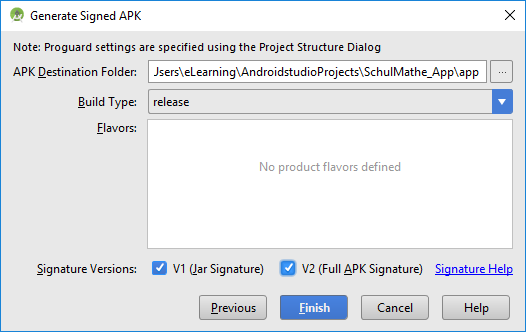 Generate Signed APK
Note: Proguard settings are specified using the Project Structure Dialog
APK Destination Folder: Jsers\eLearning\AndroidstudioProjects\SchulMathe_App\app ...
Build Type: release
Flavors:
No product flavors defined
Signature Versions: V1 (Jar Signature) V2 (Full APK Signature) Signature Help
Previous Finish Cancel Help